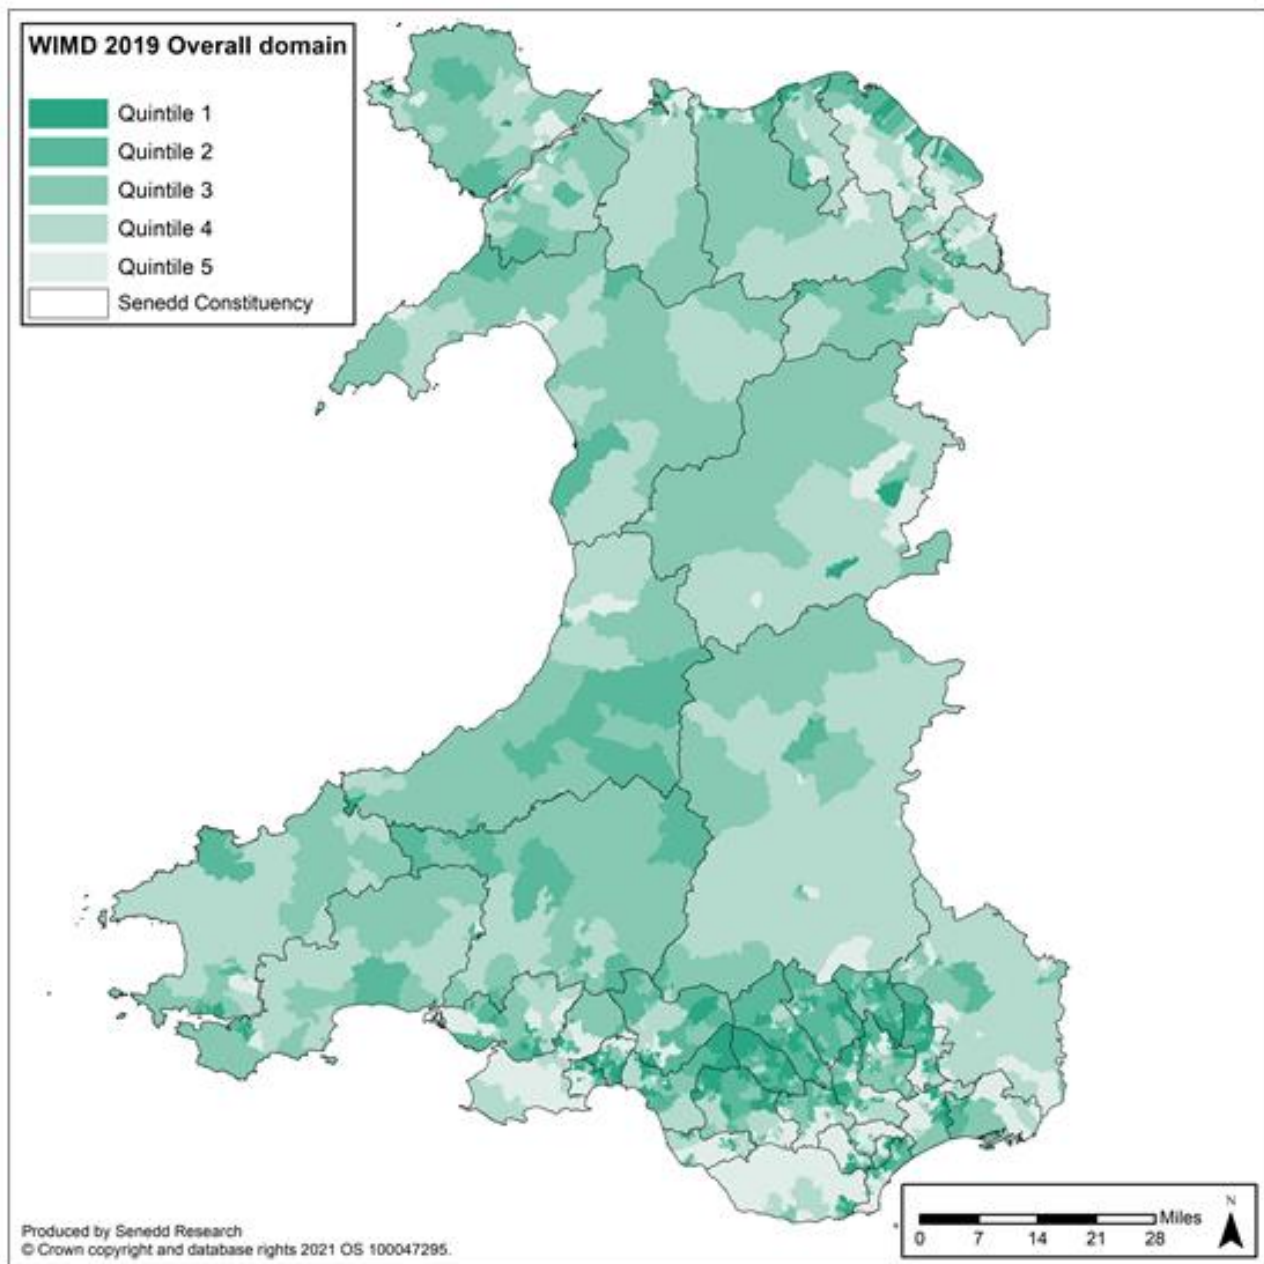 WIMD 2019 Overall domain
Quintile 1
Quintile 2
Quintile 3
Quintile 4
Quintile 5
Senedd Constituency
Produced by Senedd Research
© Crown copyright and database rights 2021 OS 100047295.
N
Miles
0 7 14 21 28